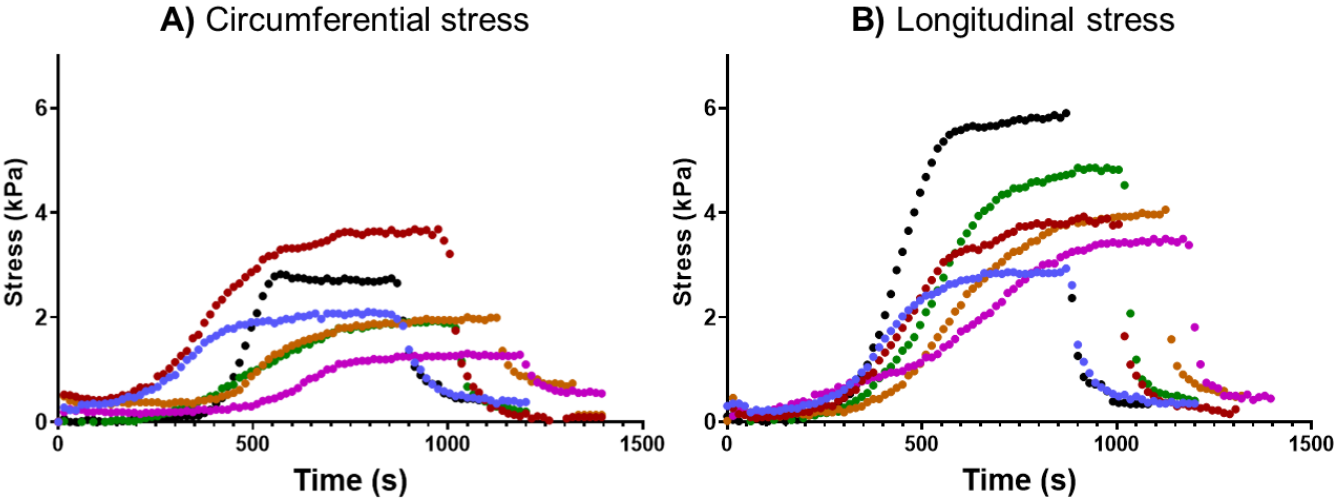 A) Circumferential stress
Stress (kPa)
6
4
2
0
0 500 1000 1500
Time (s)
B) Longitudinal stress
Stress (kPa)
6
4
2
0
0 500 1000 1500
Time (s)